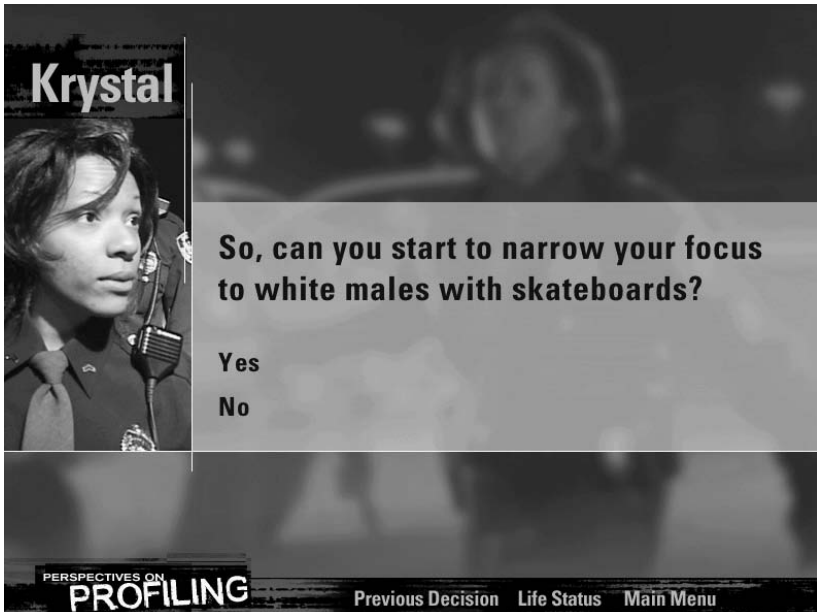 Krystal
So, can you start to narrow your focus
to white males with skateboards?
Yes
No
PERSPECTIVES ON
PROFILING
Previous Decision Life Status Main Menu